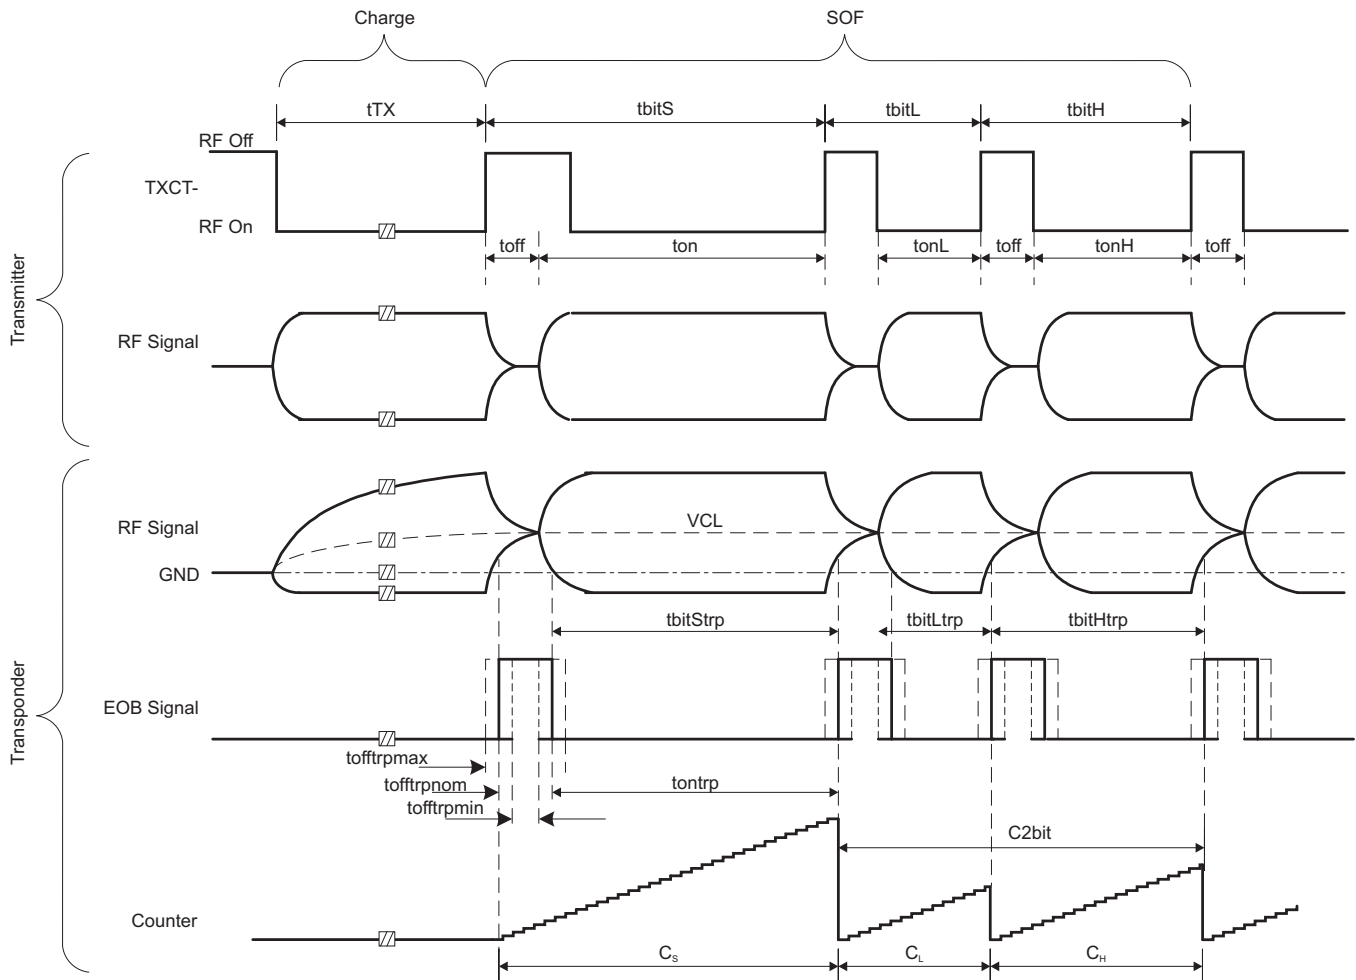 Charge
SOF
tTX
tbitS
tbitL
tbitH
RF Off
TXCT-
RF On
toff
ton
tonL
toff
tonH
toff
Transmitter
RF Signal
RF Signal
VCL
GND
tbitStrp
tbitLtrp
tbitHtrp
EOB Signal
Transponder
tofftrpmax
tofftrpnom
tontrp
tofftrpmin
C2bit
Counter
CS
CL
CH